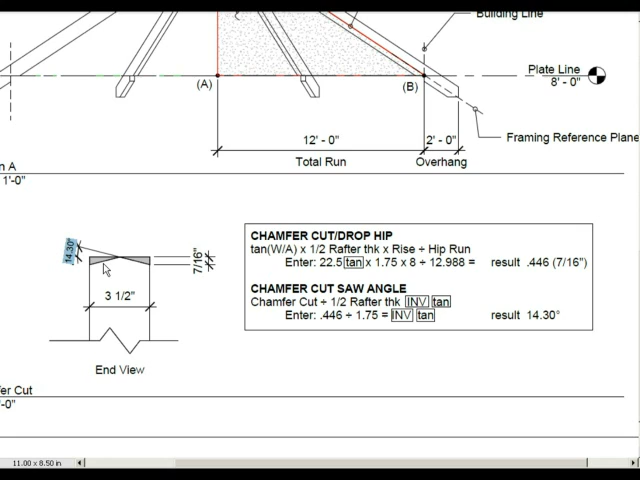 Building Line
Plate Line
8' - 0"
(A)
(B)
12' - 0"
2' - 0"
Framing Reference Plane
Total Run
Overhang
n A
1'-0"
CHAMFER CUT/DROP HIP
tan(W/A) x 1/2 Rafter thk x Rise ÷ Hip Run
Enter: 22.5 tan x 1.75 x 8 ÷ 12.988 = result .446 (7/16")
14.30°
7/16"
CHAMFER CUT SAW ANGLE
3 1/2"
Chamfer Cut ÷ 1/2 Rafter thk INV tan
Enter: .446 ÷ 1.75 = INV tan result 14.30°
End View
fer Cut
'-0"
11.00 x 8.50 in